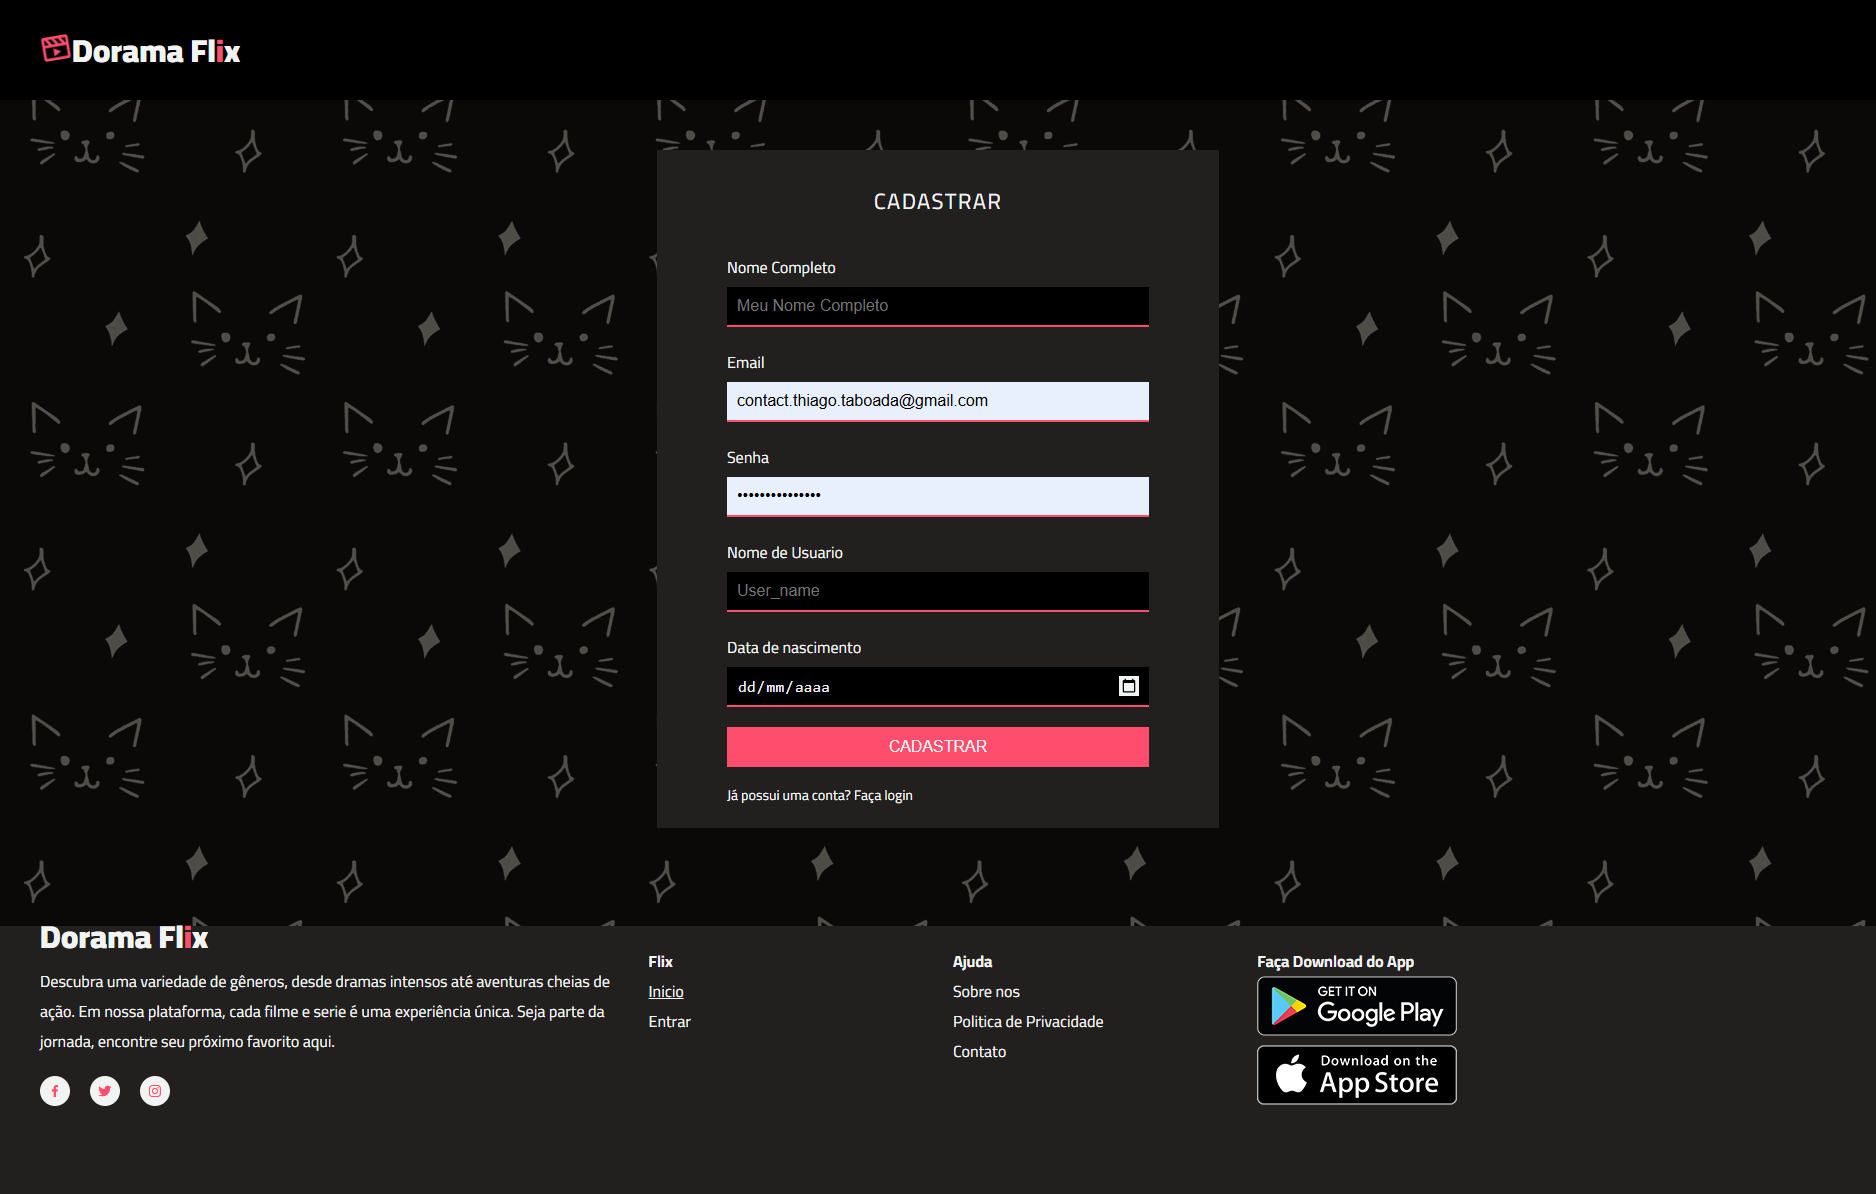 Dorama Flix
CADASTRAR
Nome Completo
Meu Nome Completo
Email
contact.thiago.taboada@gmail.com
Senha
•••••••••••••••
Nome de Usuario
User_name
Data de nascimento
dd/mm/aaaa
CADASTRAR
Já possui uma conta? Faça login
Dorama Flix
Descubra uma variedade de gêneros, desde dramas intensos até aventuras cheias de
ação. Em nossa plataforma, cada filme e serie é uma experiência única. Seja parte da
jornada, encontre seu próximo favorito aqui.
Flix
Inicio
Entrar
Ajuda
Sobre nos
Politica de Privacidade
Contato
Faça Download do App
GET IT ON
Google Play
Download on the
App Store